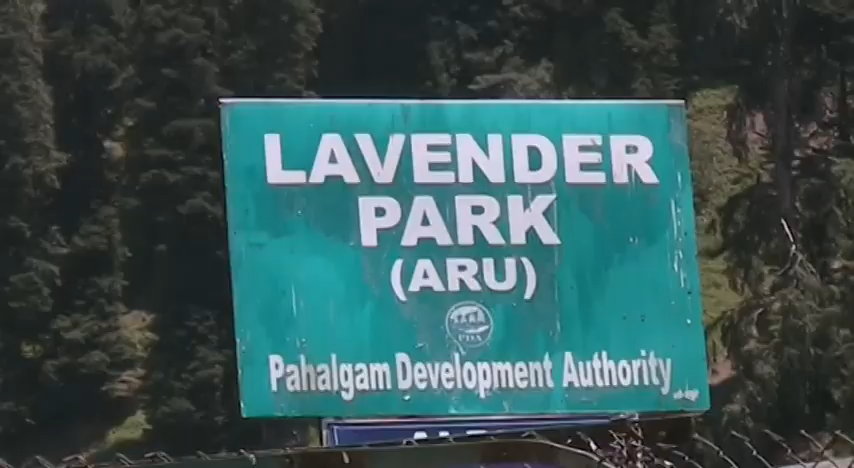 LAVENDER
PARK
(ARU)
PDA
Pahalgam Development Authority